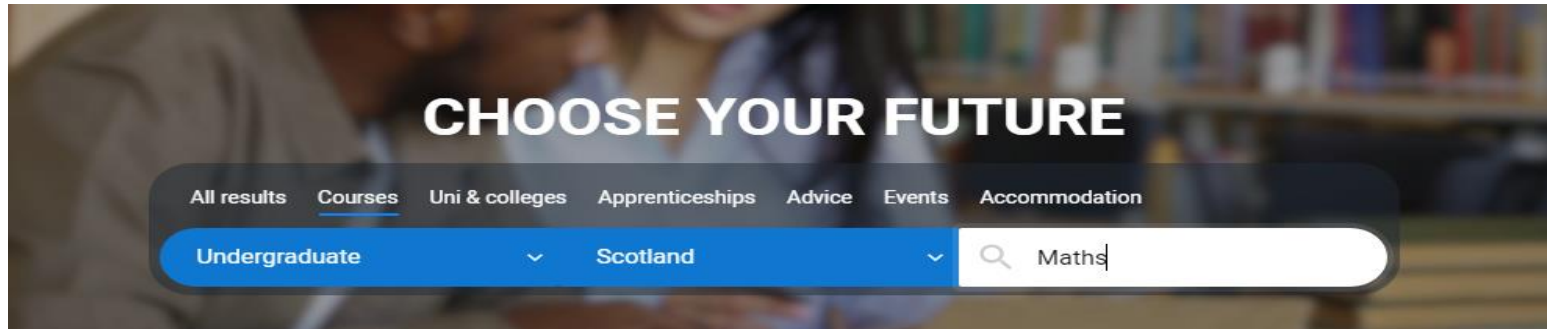 CHOOSE YOUR FUTURE
All results Courses Uni & colleges Apprenticeships Advice Events Accommodation
Undergraduate Scotland Maths